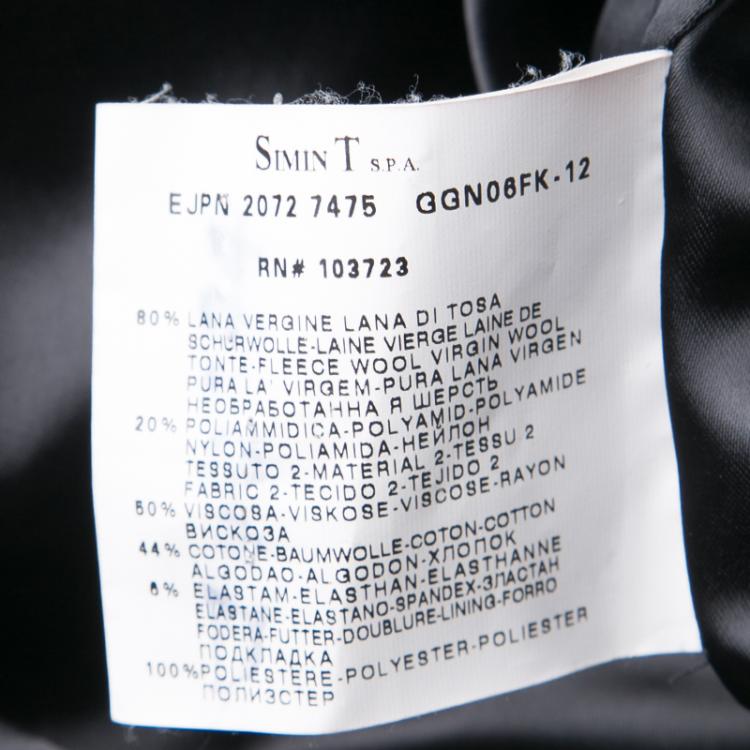 SIMIN T S.P.A.
EJPN 2072 7475 GGN06FK-12
RN# 103723
80% LANA VERGINE LANA DI TOSA
SCHURWOLLE-LAINE VIERGE LAINE DE
TONTE-FLEECE WOOL VIRGIN WOOL
PURA LA' VIRGEM-PURA LANA VIRGEN
НЕОБРАБОТАННА Я ШЕРСТЬ
20% POLIAMMIDICA-POLYAMID-POLYAMIDE
NYLON-POLIAMIDA-НЕЙЛОН
TESSUTO 2-MATERIAL 2-TESSU 2
FABRIC 2-TECIDO 2-TEJIDO 2
50% VISCOSA-VISKOSE-VISCOSE-RAYON
ВИСКОЗА
44% COTONE-BAUMWOLLE-COTON-COTTON
ALGODAO-ALGODON-ХЛОПОК
6% ELASTAM-ELASTHAN-ELASTHANNE
ELASTANE-ELASTANO-SPANDEX-ЭЛАСТАН
FODERA-FUTTER-DOUBLURE-LINING-FORRO
ПОДКЛАДКА
100% POLIESTERE-POLYESTER-POLIESTER
ПОЛИЭСТЕР